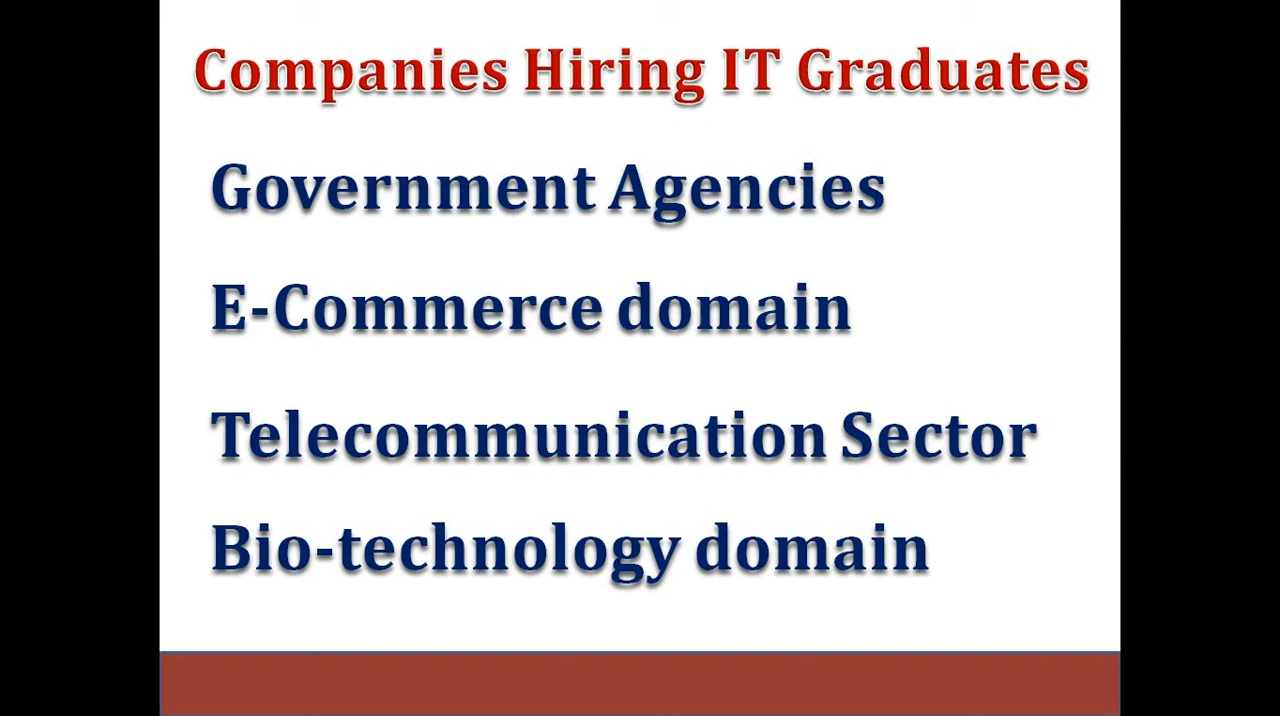 Companies Hiring IT Graduates
Government Agencies
E-Commerce domain
Telecommunication Sector
Bio-technology domain